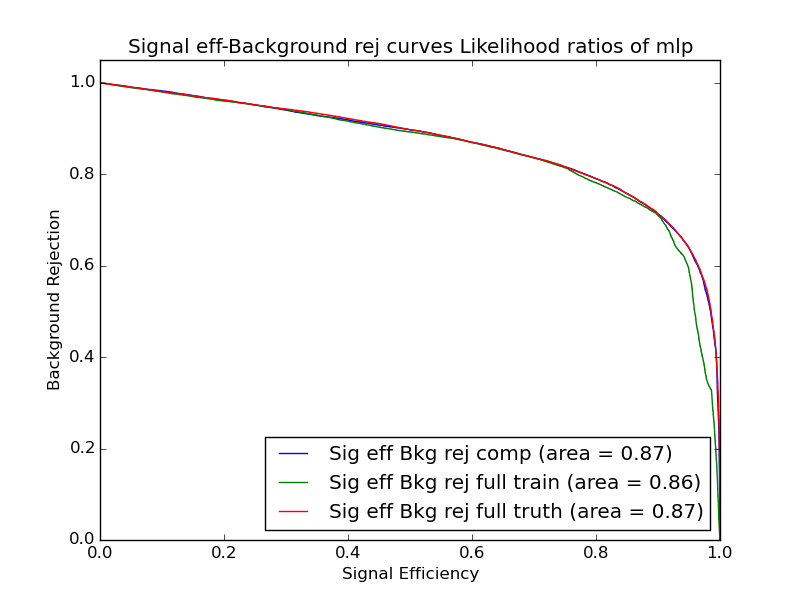 Signal eff-Background rej curves Likelihood ratios of mlp
1.0
0.8
0.6
0.4
0.2
0.0
Background Rejection
Sig eff Bkg rej comp (area = 0.87)
Sig eff Bkg rej full train (area = 0.86)
Sig eff Bkg rej full truth (area = 0.87)
0.0 0.2 0.4 0.6 0.8 1.0
Signal Efficiency